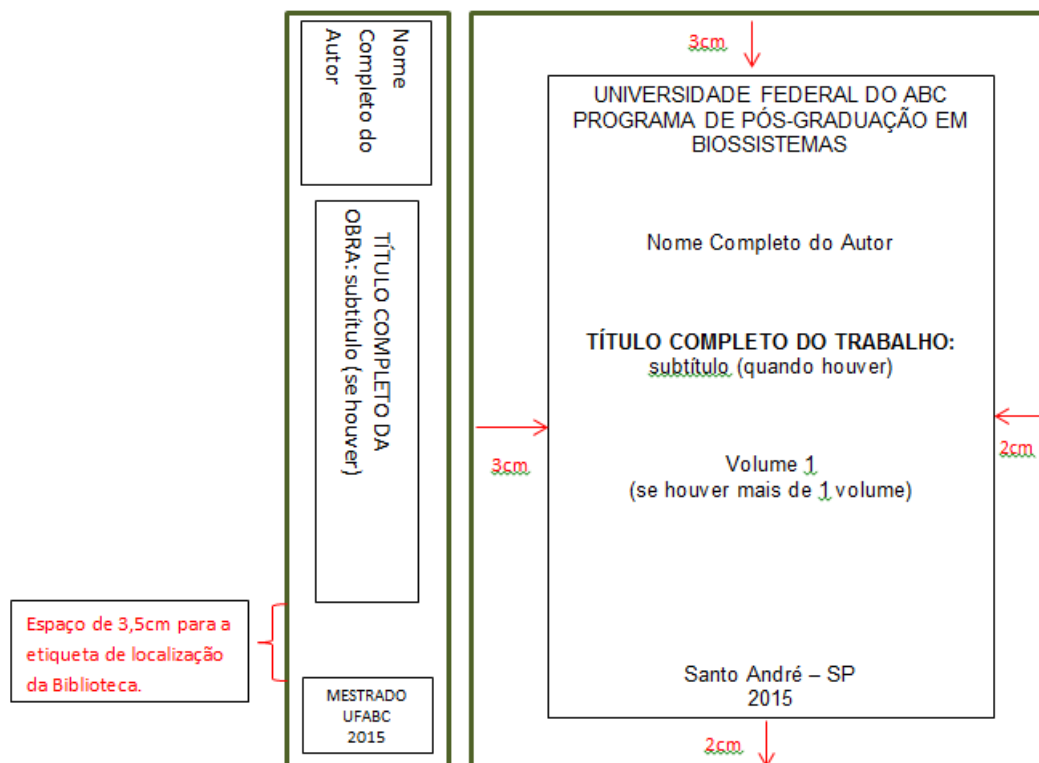 Nome
Completo do
Autor
TÍTULO COMPLETO DA
OBRA: subtítulo (se houver)
Espaço de 3,5cm para a
etiqueta de localização
da Biblioteca.
MESTRADO
UFABC
2015
3cm
UNIVERSIDADE FEDERAL DO ABC
PROGRAMA DE PÓS-GRADUAÇÃO EM
BIOSSISTEMAS
Nome Completo do Autor
TÍTULO COMPLETO DO TRABALHO:
subtítulo (quando houver)
3cm
2cm
Volume 1
(se houver mais de 1 volume)
Santo André – SP
2015
2cm